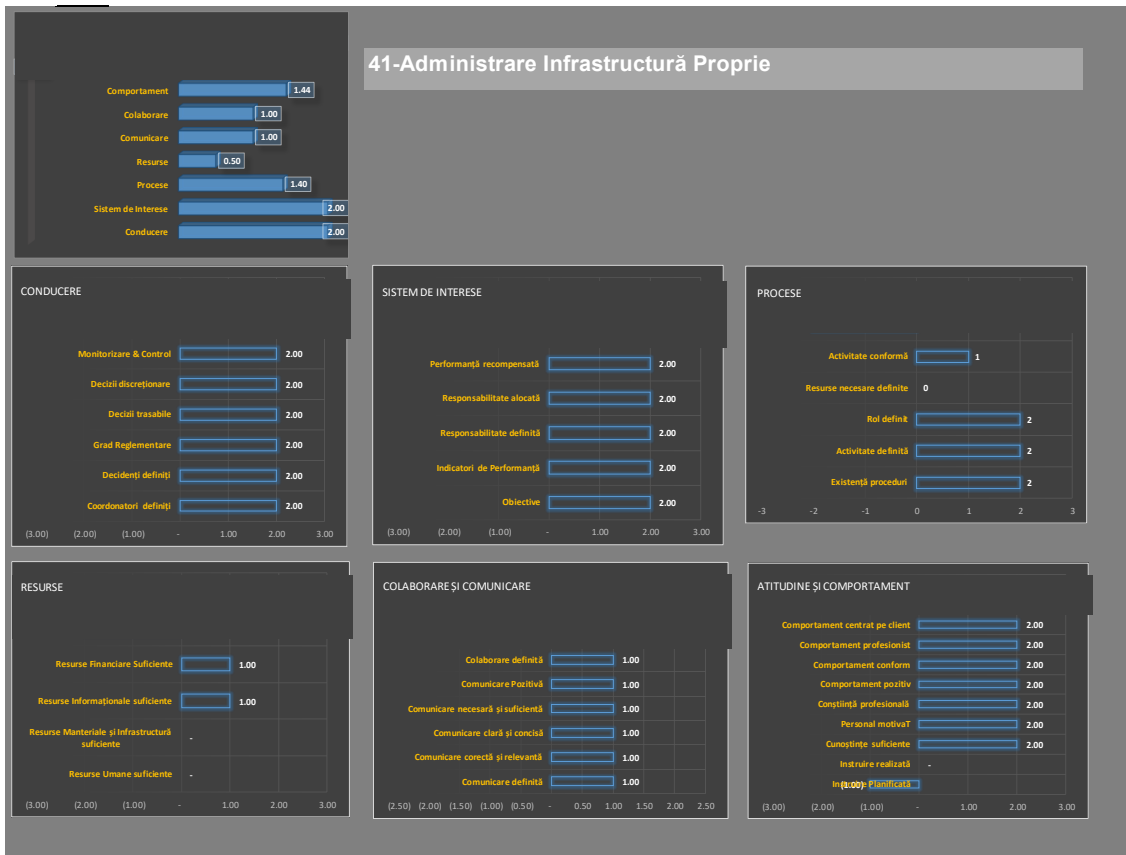 41-Administrare Infrastructură Proprie
Comportament 1.44
Colaborare 1.00
Comunicare 1.00
Resurse 0.50
Procese 1.40
Sistem de Interese 2.00
Conducere 2.00
CONDUCERE
Monitorizare & Control 2.00
Decizii discreționare 2.00
Decizii trasabile 2.00
Grad Reglementare 2.00
Decidenți definiți 2.00
Coordonatori definiți 2.00
(3.00) (2.00) (1.00) - 1.00 2.00 3.00
SISTEM DE INTERESE
Performanță recompensată 2.00
Responsabilitate alocată 2.00
Responsabilitate definită 2.00
Indicatori de Performanță 2.00
Obiective 2.00
(3.00) (2.00) (1.00) - 1.00 2.00 3.00
PROCESE
Activitate conformă 1
Resurse necesare definite 0
Rol definit 2
Activitate definită 2
Existență proceduri 2
-3 -2 -1 0 1 2 3
RESURSE
Resurse Financiare Suficiente 1.00
Resurse Informaționale suficiente 1.00
Resurse Manteriale și Infrastructură
suficiente -
Resurse Umane suficiente -
(3.00) (2.00) (1.00) - 1.00 2.00 3.00
COLABORARE ȘI COMUNICARE
Colaborare definită 1.00
Comunicare Pozitivă 1.00
Comunicare necesară și suficientă 1.00
Comunicare clară și concisă 1.00
Comunicare corectă și relevantă 1.00
Comunicare definită 1.00
(2.50) (2.00) (1.50) (1.00) (0.50) - 0.50 1.00 1.50 2.00 2.50
ATITUDINE ȘI COMPORTAMENT
Comportament centrat pe client 2.00
Comportament profesionist 2.00
Comportament conform 2.00
Comportament pozitiv 2.00
Conștiință profesională 2.00
Personal motivaT 2.00
Cunoștințe suficiente 2.00
Instruire realizată -
Instruire Planificată (1.00)
(3.00) (2.00) (1.00) - 1.00 2.00 3.00